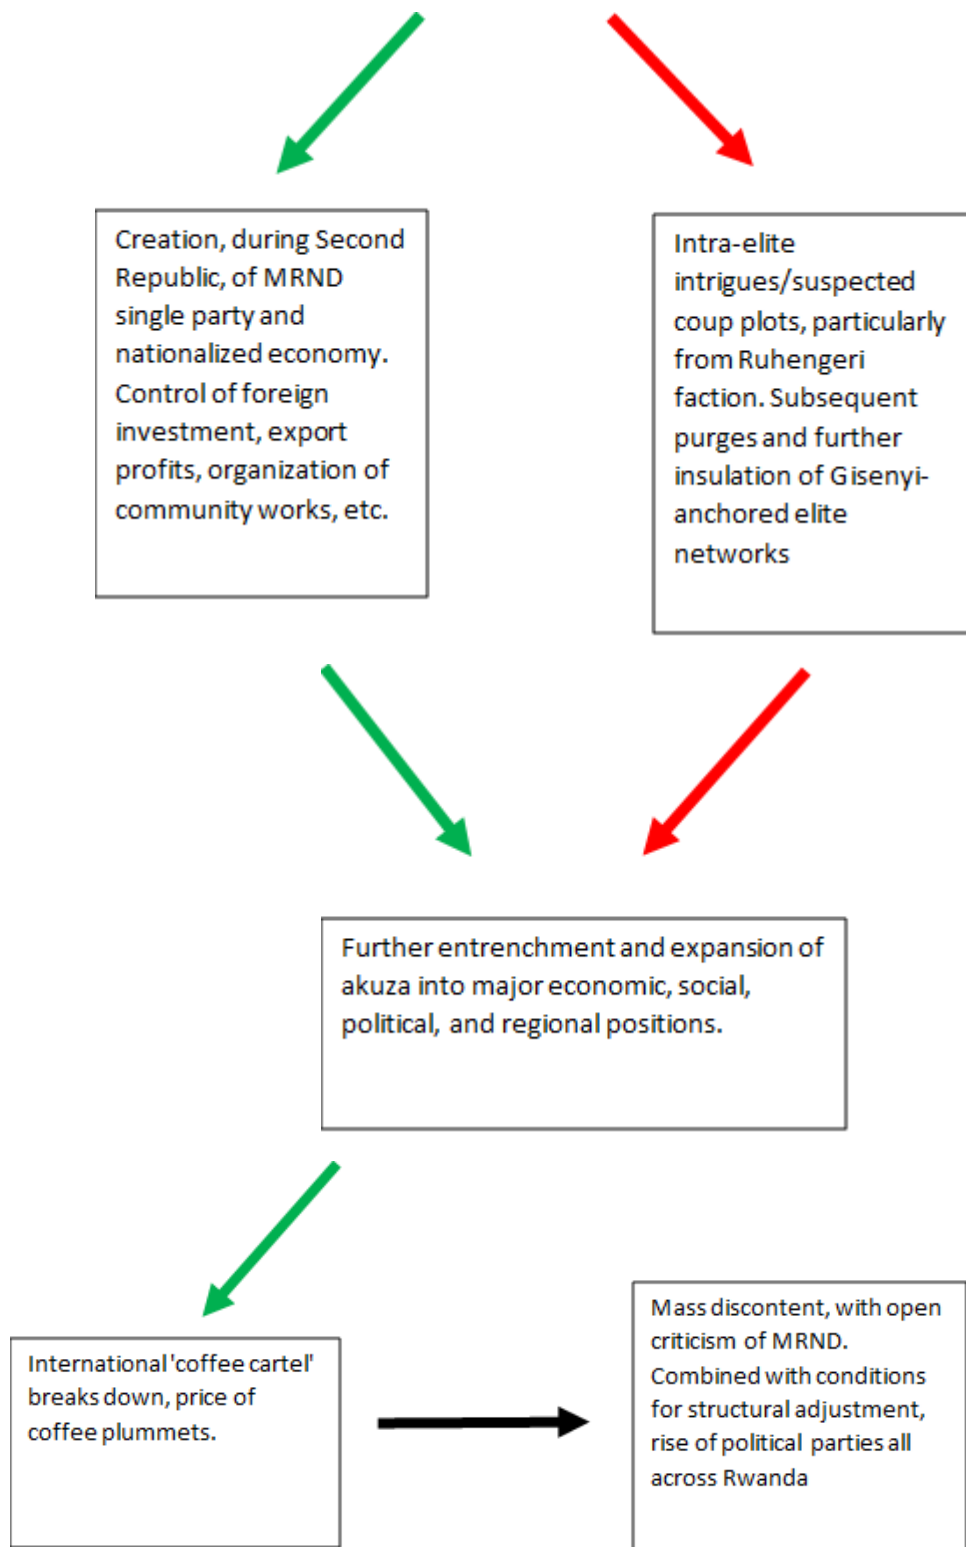 Creation, during Second
Republic, of MRND
single party and
nationalized economy.
Control of foreign
investment, export
profits, organization of
community works, etc.
Intra-elite
intrigues/suspected
coup plots, particularly
from Ruhengeri
faction. Subsequent
purges and further
insulation of Gisenyi-
anchored elite
networks
Further entrenchment and expansion of
akuza into major economic, social,
political, and regional positions.
International 'coffee cartel'
breaks down, price of
coffee plummets.
Mass discontent, with open
criticism of MRND.
Combined with conditions
for structural adjustment,
rise of political parties all
across Rwanda